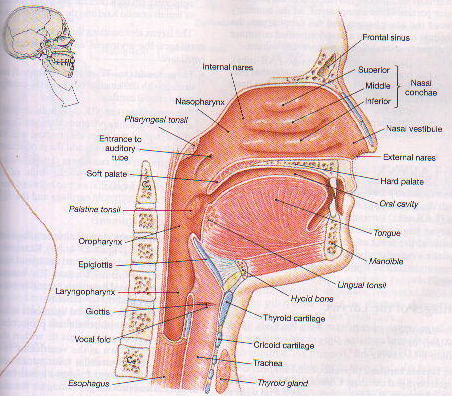 Frontal sinus
Internal nares
Superior
Middle
Inferior
Nasal
conchae
Nasopharynx
Pharyngeal tonsil
Nasal vestibule
Entrance to
auditory
tube
External nares
Soft palate
Hard palate
Oral cavity
Palatine tonsil
Tongue
Oropharynx
Mandible
Epiglottis
Lingual tonsil
Hyoid bone
Laryngopharynx
Glottis
Thyroid cartilage
Vocal fold
Cricoid cartilage
Trachea
Esophagus
Thyroid gland